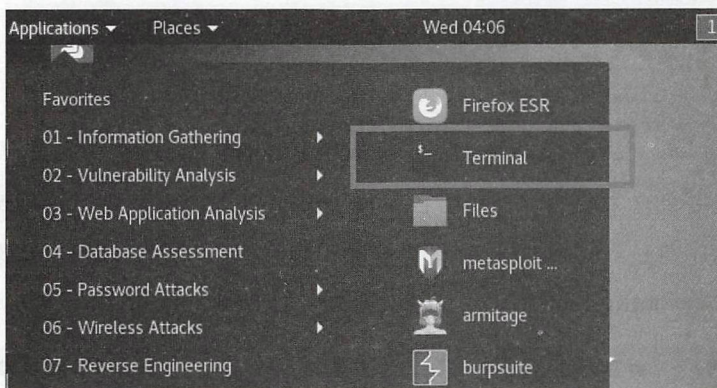 Applications ▾ Places ▾ Wed 04:06 1
Favorites
01 - Information Gathering
02 - Vulnerability Analysis
03 - Web Application Analysis
04 - Database Assessment
05 - Password Attacks
06 - Wireless Attacks
07 - Reverse Engineering
Firefox ESR
$_ Terminal
Files
metasploit ...
armitage
burpsuite